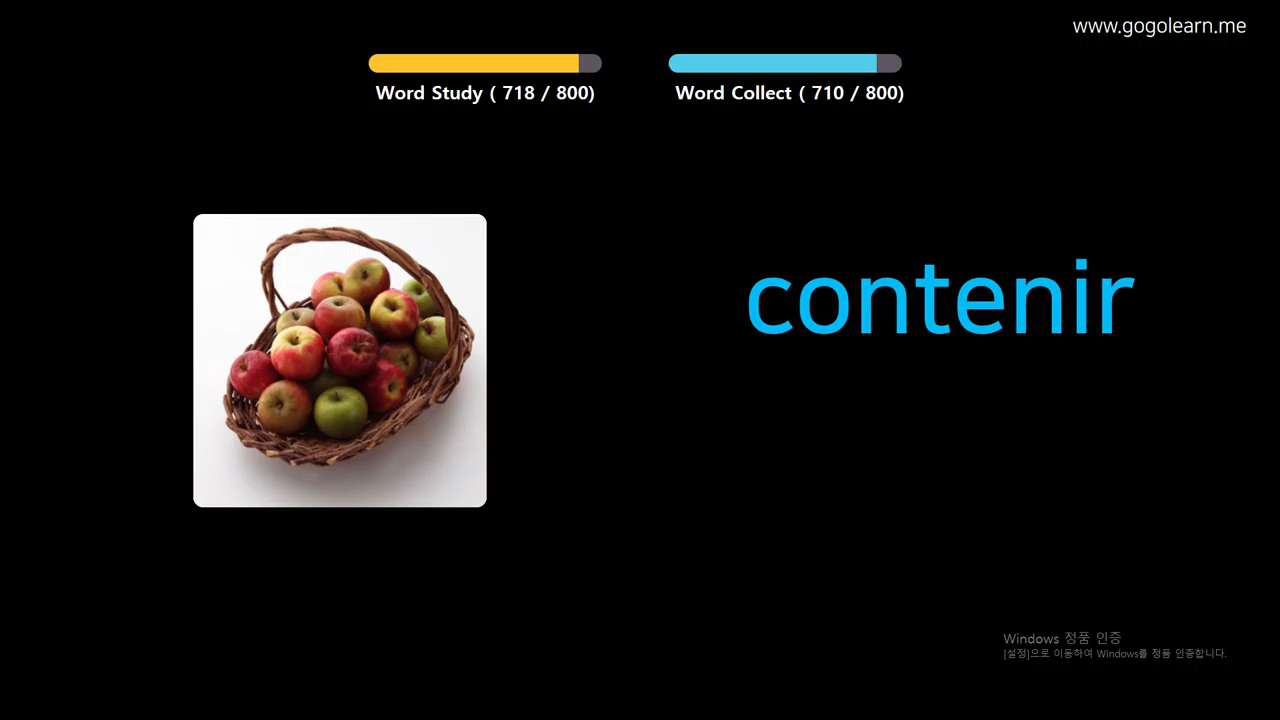 www.gogolearn.me
Word Study ( 718 / 800)
Word Collect ( 710 / 800)
contenir
Windows 정품 인증
[설정]으로 이동하여 Windows를 정품 인증합니다.